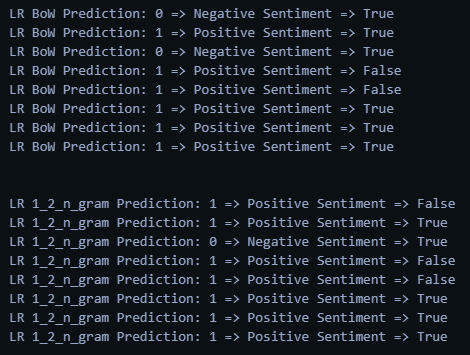 LR BoW Prediction: 0 => Negative Sentiment => True
LR BoW Prediction: 1 => Positive Sentiment => True
LR BoW Prediction: 0 => Negative Sentiment => True
LR BoW Prediction: 1 => Positive Sentiment => False
LR BoW Prediction: 1 => Positive Sentiment => False
LR BoW Prediction: 1 => Positive Sentiment => True
LR BoW Prediction: 1 => Positive Sentiment => True
LR BoW Prediction: 1 => Positive Sentiment => True
LR 1_2_n_gram Prediction: 1 => Positive Sentiment => False
LR 1_2_n_gram Prediction: 1 => Positive Sentiment => True
LR 1_2_n_gram Prediction: 0 => Negative Sentiment => True
LR 1_2_n_gram Prediction: 1 => Positive Sentiment => False
LR 1_2_n_gram Prediction: 1 => Positive Sentiment => False
LR 1_2_n_gram Prediction: 1 => Positive Sentiment => True
LR 1_2_n_gram Prediction: 1 => Positive Sentiment => True
LR 1_2_n_gram Prediction: 1 => Positive Sentiment => True